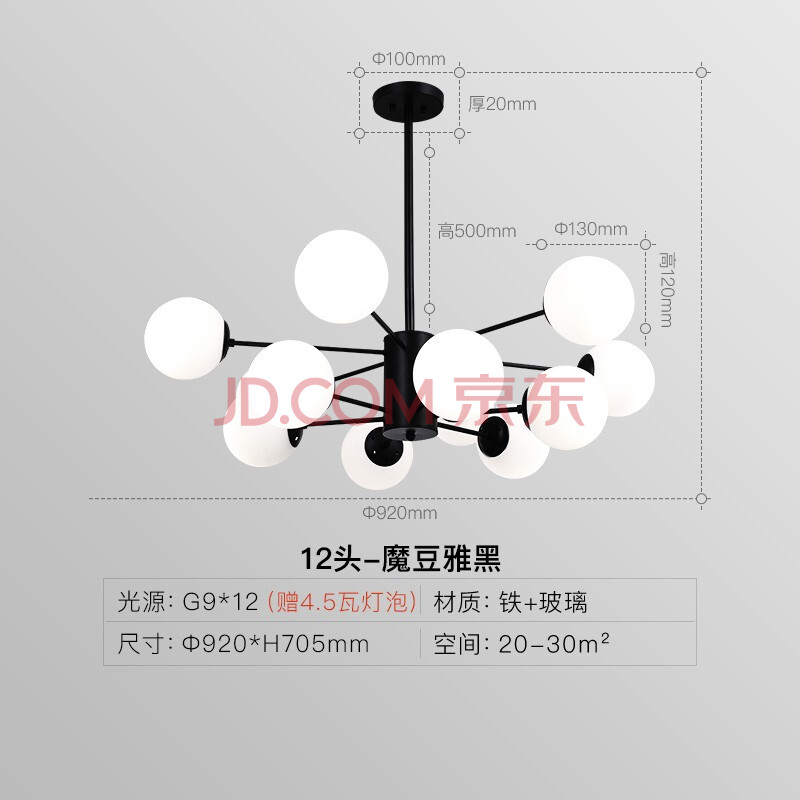 Φ100mm
厚20mm
高500mm
Φ130mm
高120mm
JD.COM 京东
Φ920mm
12头-魔豆雅黑
光源: G9*12 (赠4.5瓦灯泡)
材质: 铁+玻璃
尺寸: Φ920*H705mm
空间: 20-30m²